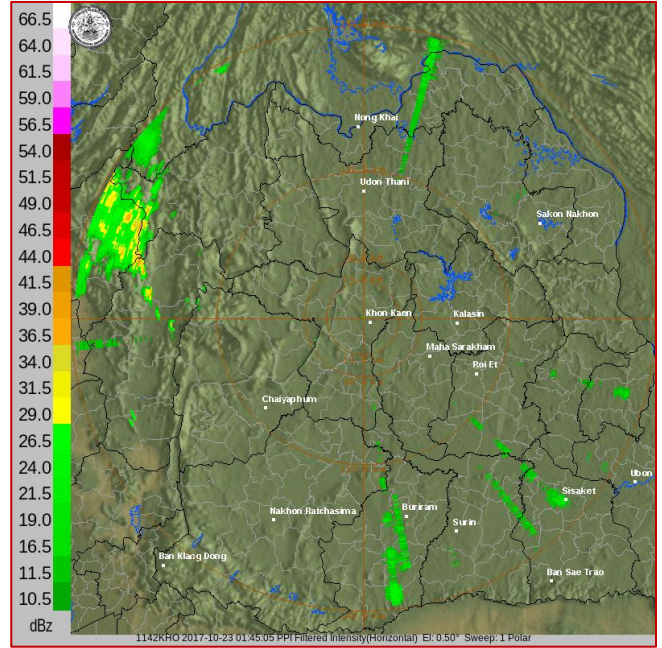 66.5
64.0
61.5
59.0
56.5
54.0
51.5
49.0
46.5
44.0
41.5
39.0
36.5
34.0
31.5
29.0
26.5
24.0
21.5
19.0
16.5
11.5
10.5
dBz
Nong Khai
Udon Thani
Sakon Nakhon
Khon Kaen
Kalasin
Maha Sarakham
Roi Et
Chaiyaphum
Ubon
Sisaket
Nakhon Ratchasima
Buriram
Surin
Ban Klang Dong
Ban Sae Trao
1142KHO 2017-10-23 01:45:05 PPI Filtered Intensity(Horizontal) El: 0.50° Sweep: 1 Polar